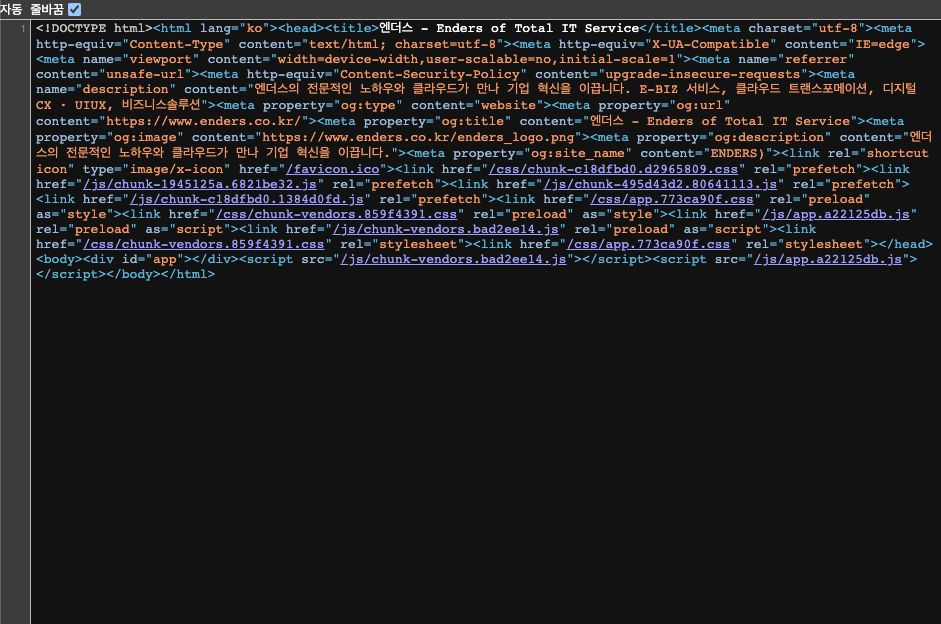 자동 줄바꿈
1
<!DOCTYPE html><html lang="ko"><head><title>엔더스 - Enders of Total IT Service</title><meta charset="utf-8"><meta
http-equiv="Content-Type" content="text/html; charset=utf-8"><meta http-equiv="X-UA-Compatible" content="IE=edge">
<meta name="viewport" content="width=device-width,user-scalable=no,initial-scale=1"><meta name="referrer"
content="unsafe-url"><meta http-equiv="Content-Security-Policy" content="upgrade-insecure-requests"><meta
name="description" content="엔더스의 전문적인 노하우와 클라우드가 만나 기업 혁신을 이끕니다. E-BIZ 서비스, 클라우드 트랜스포메이션, 디지털
CX · UIUX, 비즈니스솔루션"><meta property="og:type" content="website"><meta property="og:url"
content="https://www.enders.co.kr/"><meta property="og:title" content="엔더스 - Enders of Total IT Service"><meta
property="og:image" content="https://www.enders.co.kr/enders_logo.png"><meta property="og:description" content="엔더
스의 전문적인 노하우와 클라우드가 만나 기업 혁신을 이끕니다."><meta property="og:site_name" content="ENDERS)"><link rel="shortcut
icon" type="image/x-icon" href="/favicon.ico"><link href="/css/chunk-c18dfbd0.d2965809.css" rel="prefetch"><link
href="/js/chunk-1945125a.6821be32.js" rel="prefetch"><link href="/js/chunk-495d43d2.80641113.js" rel="prefetch">
<link href="/js/chunk-c18dfbd0.1384d0fd.js" rel="prefetch"><link href="/css/app.773ca90f.css" rel="preload"
as="style"><link href="/css/chunk-vendors.859f4391.css" rel="preload" as="style"><link href="/js/app.a22125db.js"
rel="preload" as="script"><link href="/js/chunk-vendors.bad2ee14.js" rel="preload" as="script"><link
href="/css/chunk-vendors.859f4391.css" rel="stylesheet"><link href="/css/app.773ca90f.css" rel="stylesheet"></head>
<body><div id="app"></div><script src="/js/chunk-vendors.bad2ee14.js"></script><script src="/js/app.a22125db.js">
</script></body></html>